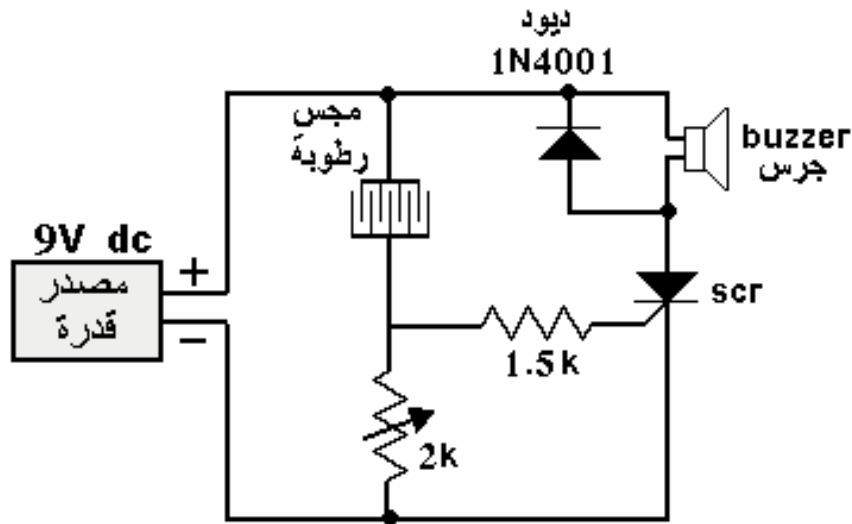 ديود
1N4001
مجس
رطوبة
buzzer
جرس
9V dc
+
مصدر
قدرة
−
scr
1.5k
2k